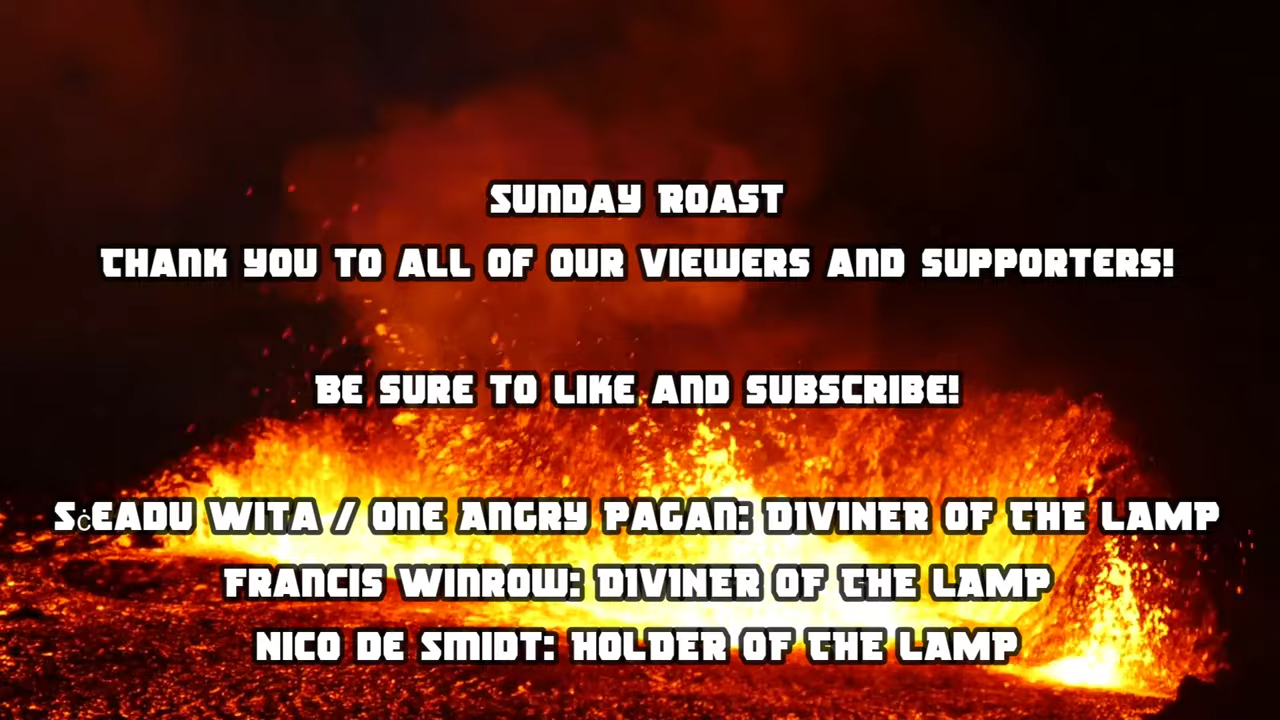 SUNDAY ROAST
THANK YOU TO ALL OF OUR VIEWERS AND SUPPORTERS!
BE SURE TO LIKE AND SUBSCRIBE!
SċEADU WITA / ONE ANGRY PAGAN: DIVINER OF THE LAMP
FRANCIS WINROW: DIVINER OF THE LAMP
NICO DE SMIDT: HOLDER OF THE LAMP